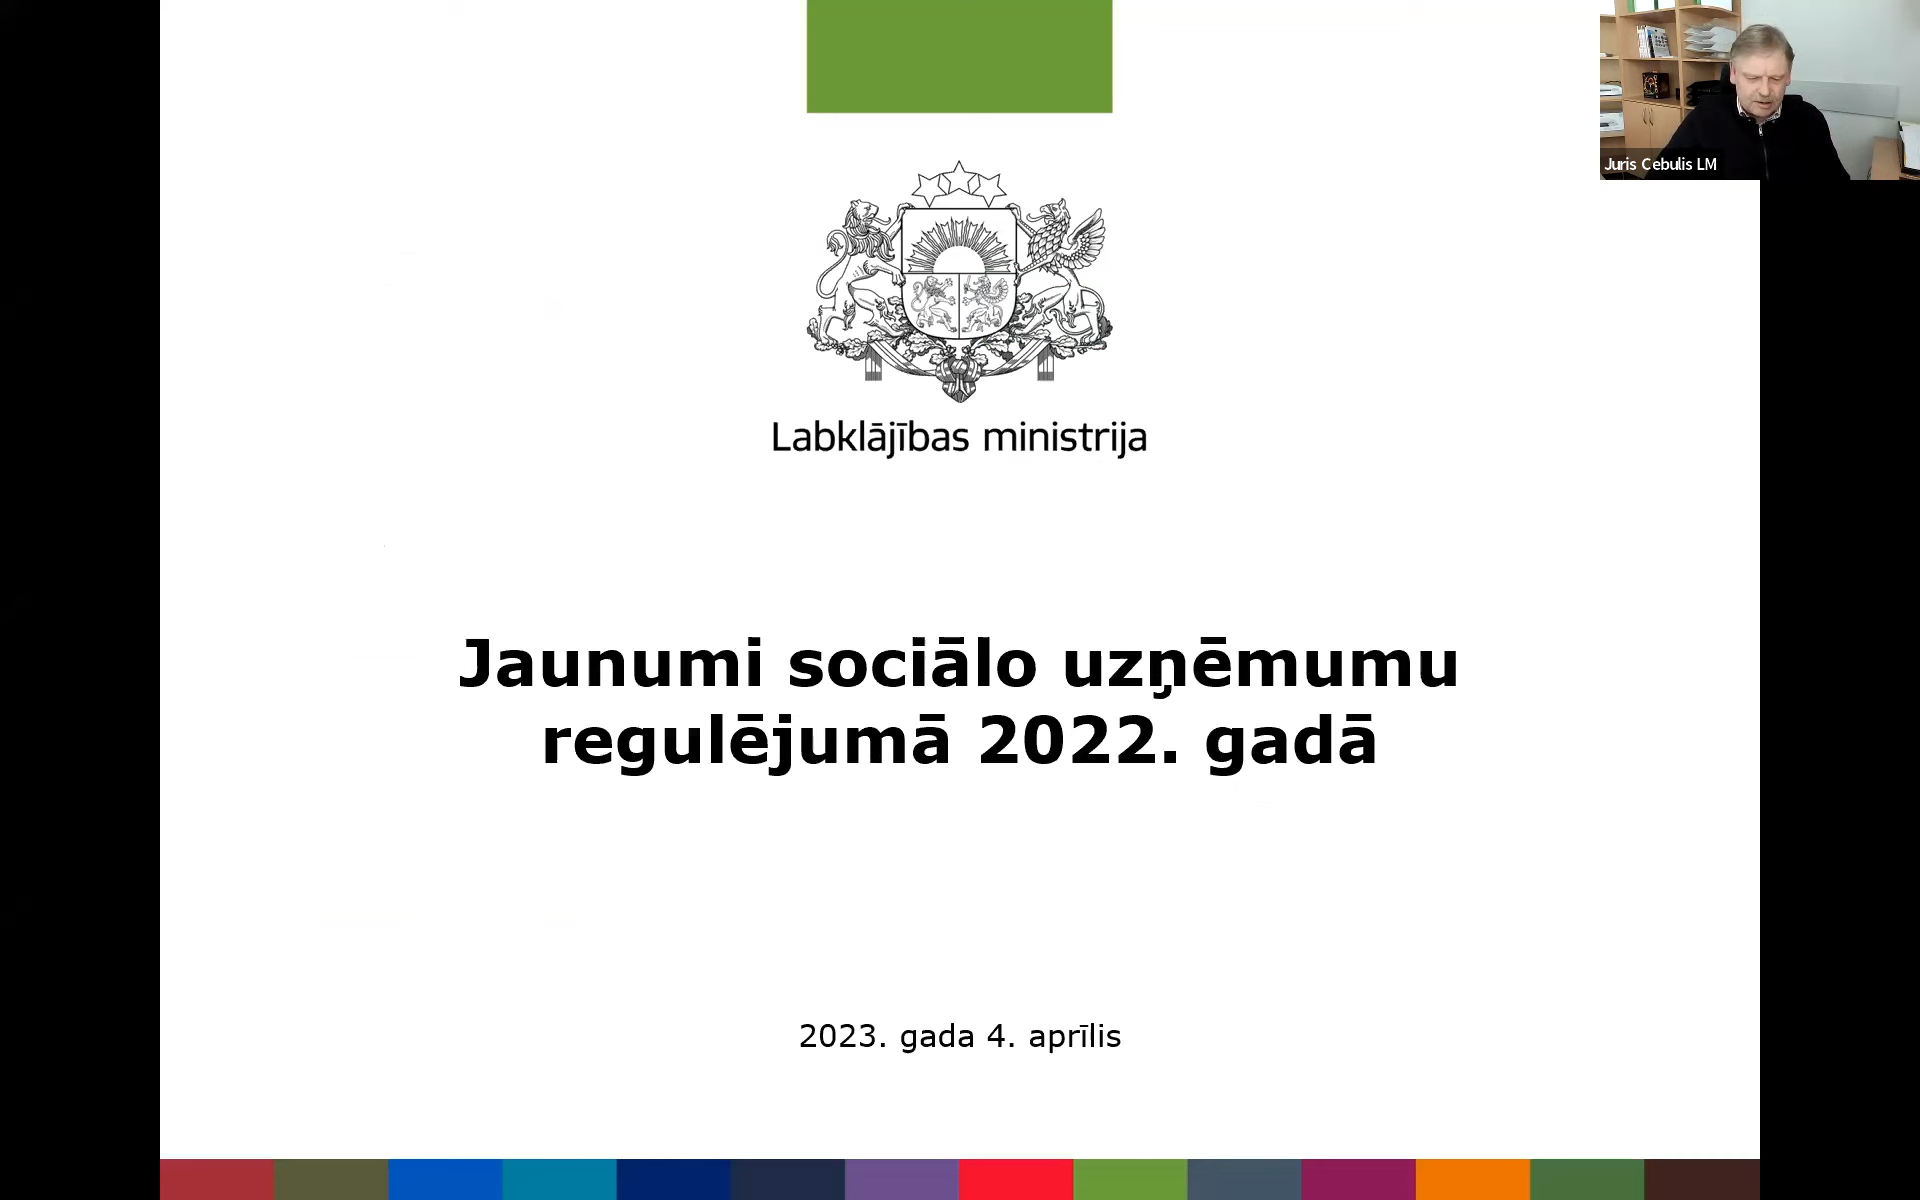 Juris Cebulis LM
Labklājības ministrija
Jaunumi sociālo uzņēmumu
regulējumā 2022. gadā
2023. gada 4. aprīlis